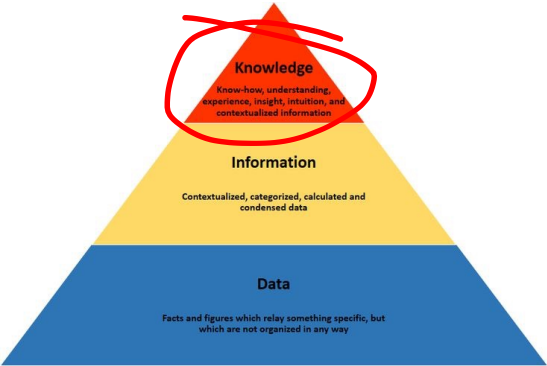 Knowledge
Know-how, understanding,
experience, insight, intuition, and
contextualized information
Information
Contextualized, categorized, calculated and
condensed data
Data
Facts and figures which relay something specific, but
which are not organized in any way